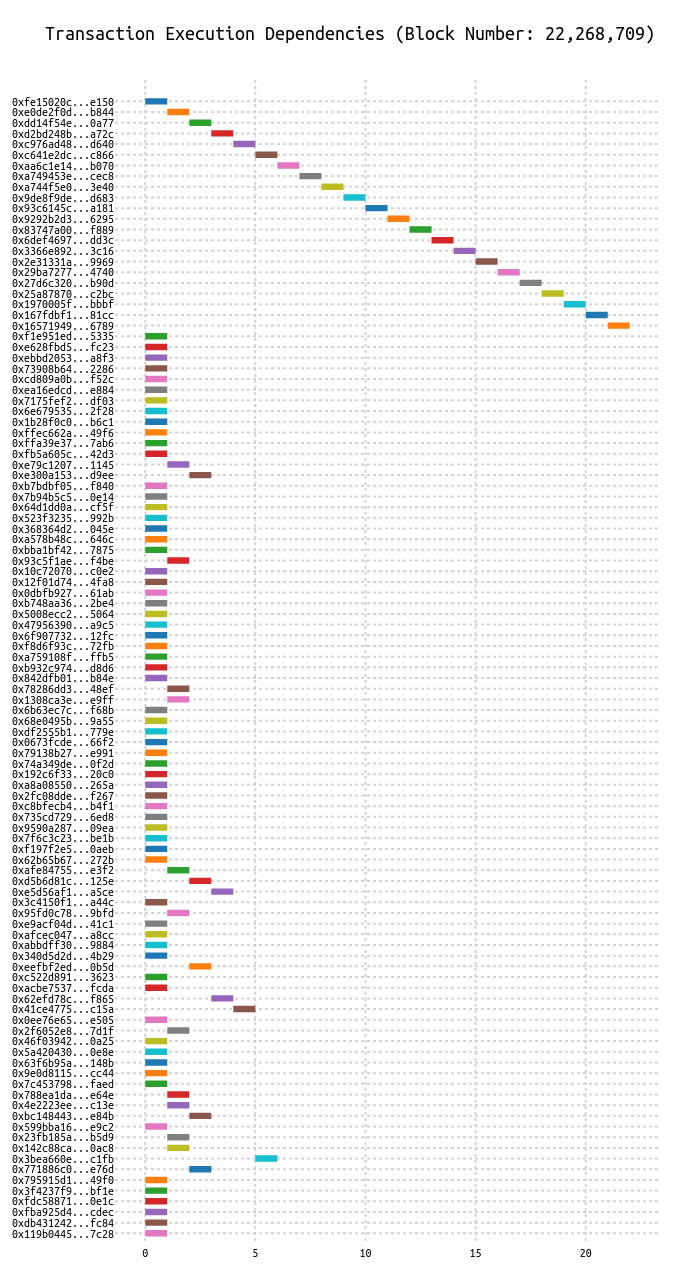 Transaction Execution Dependencies (Block Number: 22,268,709)
0xfe15020c...e150
0xe0de2f0d...b844
0xdd14f54e...0a77
0xd2bd248b...a72c
0xc976ad48...d640
0xc641e2dc...c866
0xaa6c1e14...b070
0xa749453e...cec8
0xa744f5e0...3e40
0x9de8f9de...d683
0x93c6145c...a181
0x9292b2d3...6295
0x83747a00...f889
0x6def4697...dd3c
0x3366e892...3c16
0x2e31331a...9969
0x29ba7277...4740
0x27d6c320...b90d
0x25a87870...c2bc
0x1970005f...bbbf
0x167fdbf1...81cc
0x16571949...6789
0xf1e951ed...5335
0xe628fbd5...fc23
0xebbd2053...a8f3
0x73908b64...2286
0xcd809a0b...f52c
0xea16edcd...e884
0x7175fef2...df03
0x6e679535...2f28
0x1b28f0c0...b6c1
0xffec662a...49f6
0xffa39e37...7ab6
0xfb5a605c...42d3
0xe79c1207...1145
0xe300a153...d9ee
0xb7bdbf05...f840
0x7b94b5c5...0e14
0x64d1dd0a...cf5f
0x523f3235...992b
0x368364d2...045e
0xa578b48c...646c
0xbba1bf42...7875
0x93c5f1ae...f4be
0x10c72070...c0e2
0x12f01d74...4fa8
0x0dbfb927...61ab
0xb748aa36...2be4
0x5008ecc2...5064
0x47956390...a9c5
0x6f907732...12fc
0xf8d6f93c...72fb
0xa759108f...ffb5
0xb932c974...d8d6
0x842dfb01...b84e
0x78286dd3...48ef
0x1308ca3e...e9ff
0x6b63ec7c...f68b
0x68e0495b...9a55
0xdf2555b1...779e
0x0673fcde...66f2
0x79138b27...e991
0x74a349de...0f2d
0x192c6f33...20c0
0xa8a08550...265a
0x2fc08dde...f267
0xc8bfecb4...b4f1
0x735cd729...6ed8
0x9590a287...09ea
0x7f6c3c23...be1b
0xf197f2e5...0aeb
0x62b65b67...272b
0xafe84755...e3f2
0xd5b6d81c...125e
0xe5d56af1...a5ce
0x3c4150f1...a44c
0x95fd0c78...9bfd
0xe9acf04d...41c1
0xafcec047...a8cc
0xabbdff30...9884
0x340d5d2d...4b29
0xeefbf2ed...0b5d
0xc522d891...3623
0xacbe7537...fcda
0x62efd78c...f865
0x41ce4775...c15a
0x0ee76e65...e505
0x2f6052e8...7d1f
0x46f03942...0a25
0x5a420430...0e8e
0x63f6b95a...148b
0x9e0d8115...cc44
0x7c453798...faed
0x788ea1da...e64e
0x4e2223ee...c13e
0xbc148443...e84b
0x599bba16...e9c2
0x23fb185a...b5d9
0x142c88ca...0ac8
0x3bea660e...c1fb
0x771886c0...e76d
0x795915d1...49f0
0x3f4237f9...bf1e
0xfdc58871...0e1c
0xfba925d4...cdec
0xdb431242...fc84
0x119b0445...7c28
0 5 10 15 20